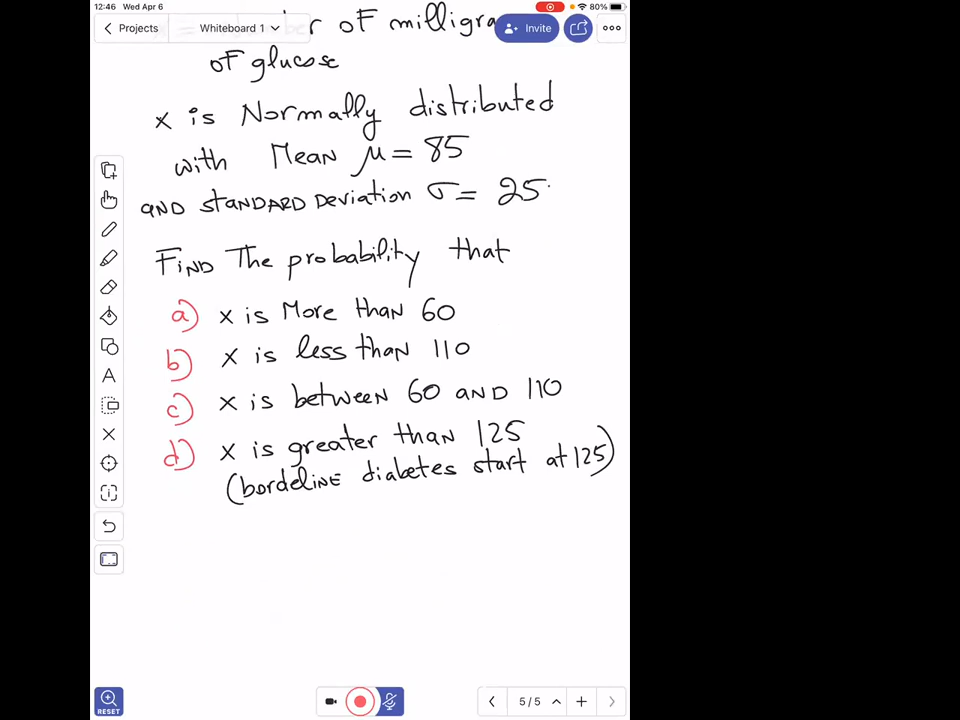 12:46 Wed Apr 6
80%
Projects
Whiteboard 1
Invite
of milligra
of glucose
x is Normally distributed
with Mean μ = 85
AND STANDARD Deviation σ = 25
FIND The probability that
a) x is More than 60
b) x is less than 110
c) x is between 60 AND 110
d) x is greater than 125
(bordeline diabetes start at 125)
A
RESET
5/5